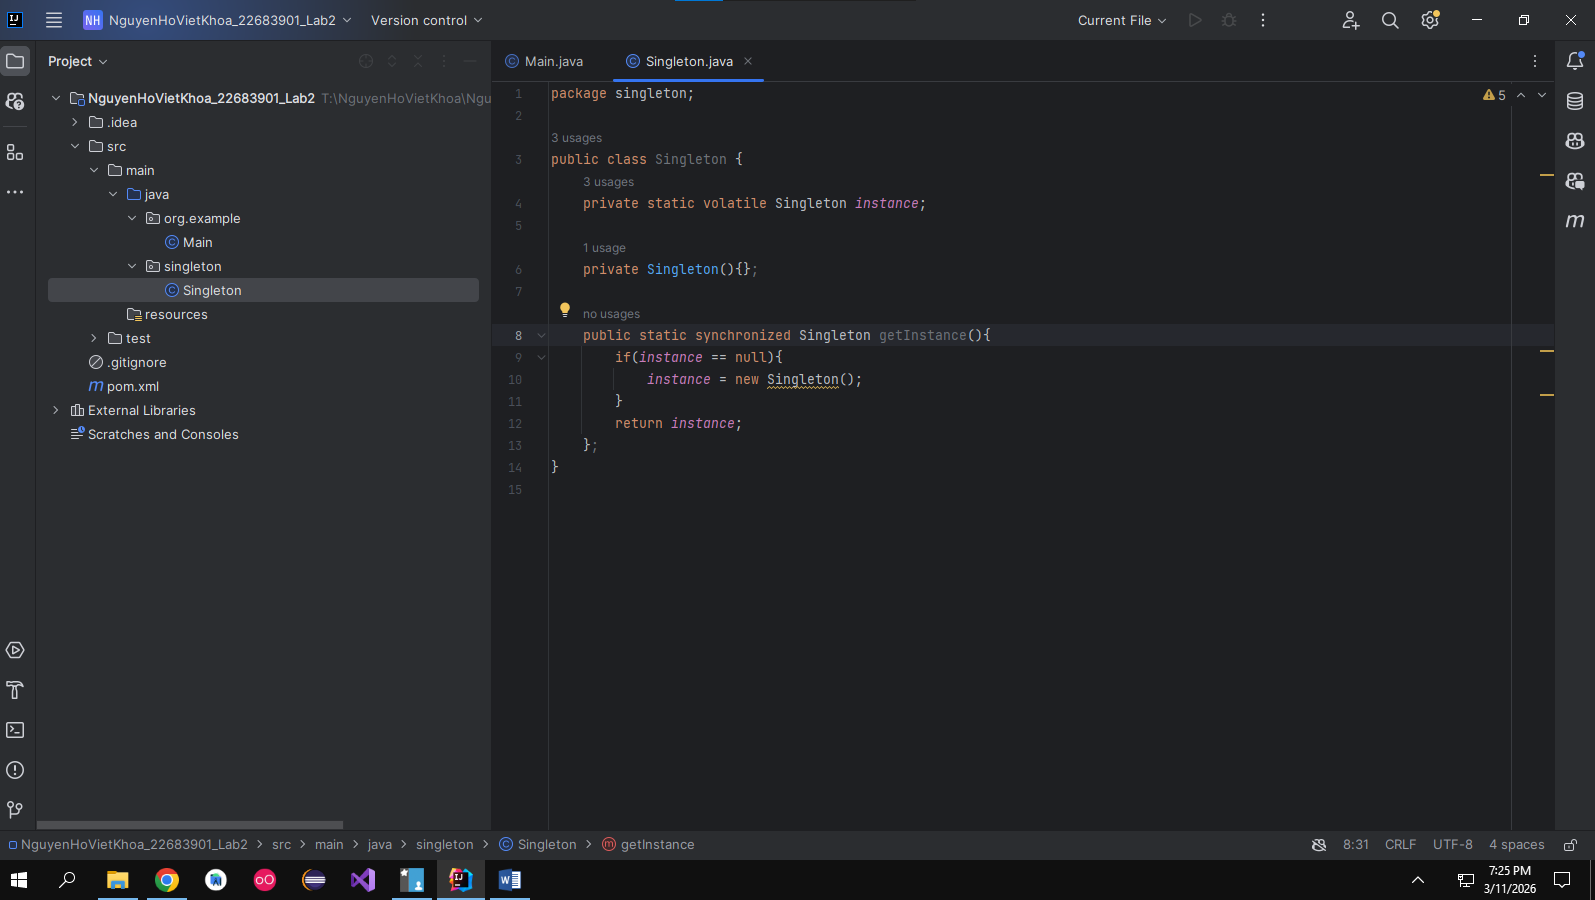 NH NguyenHoVietKhoa_22683901_Lab2 Version control Current File
Project
NguyenHoVietKhoa_22683901_Lab2 T:\NguyenHoVietKhoa\Ngu
.idea
src
main
java
org.example
Main
singleton
Singleton
resources
test
.gitignore
pom.xml
External Libraries
Scratches and Consoles
Main.java Singleton.java
5
1 package singleton;
2
3 usages
3 public class Singleton {
3 usages
4 private static volatile Singleton instance;
5
1 usage
6 private Singleton(){};
7
no usages
8 public static synchronized Singleton getInstance(){
9 if(instance == null){
10 instance = new Singleton();
11 }
12 return instance;
13 };
14 }
15
NguyenHoVietKhoa_22683901_Lab2 > src > main > java > singleton > Singleton > getInstance
8:31 CRLF UTF-8 4 spaces
7:25 PM
3/11/2026